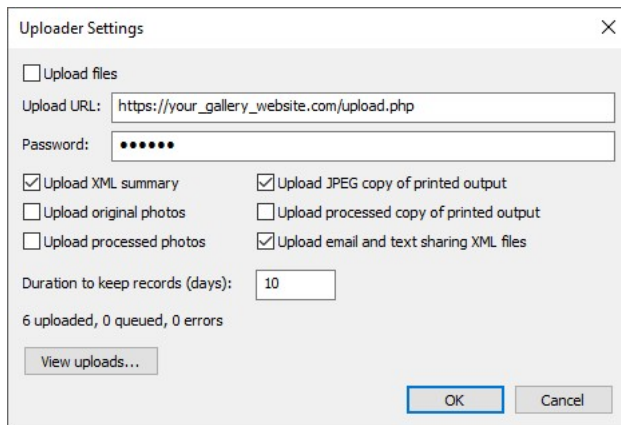 Uploader Settings
Upload files
Upload URL: https://your_gallery_website.com/upload.php
Password: ••••••
Upload XML summary Upload JPEG copy of printed output
Upload original photos Upload processed copy of printed output
Upload processed photos Upload email and text sharing XML files
Duration to keep records (days): 10
6 uploaded, 0 queued, 0 errors
View uploads...
OK Cancel